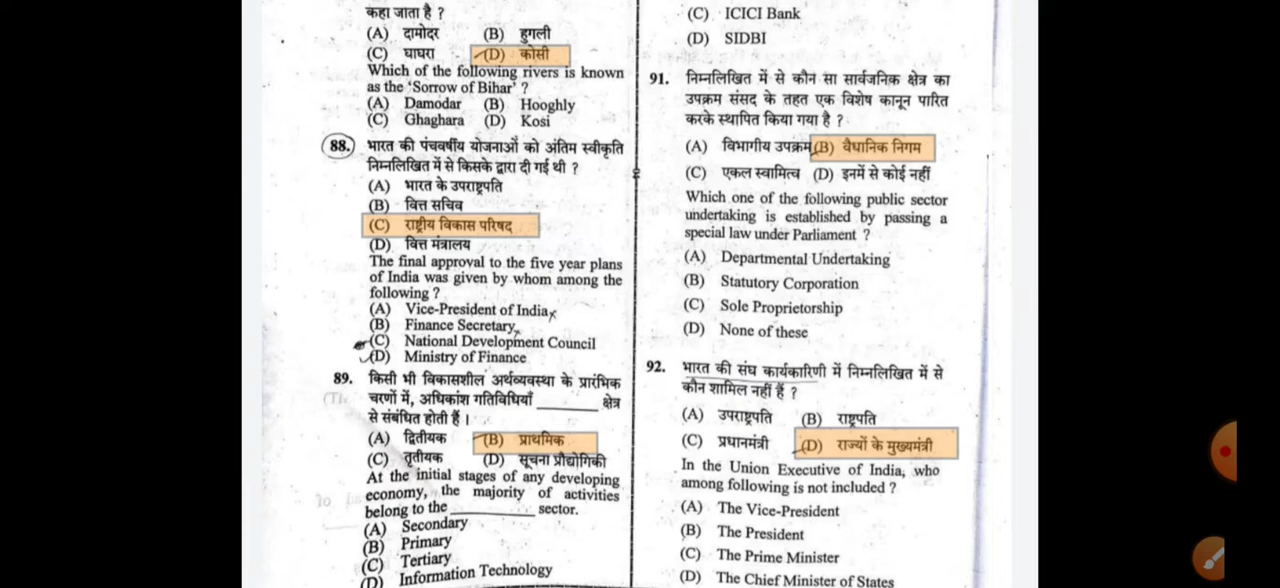 कहा जाता है ?
(A) दामोदर (B) हुगली
(C) घाघरा (D) कोसी
Which of the following rivers is known
as the 'Sorrow of Bihar' ?
(A) Damodar (B) Hooghly
(C) Ghaghara (D) Kosi
88. भारत की पंचवर्षीय योजनाओं को अंतिम स्वीकृति
निम्नलिखित में से किसके द्वारा दी गई थी ?
(A) भारत के उपराष्ट्रपति
(B) वित्त सचिव
(C) राष्ट्रीय विकास परिषद
(D) वित्त मंत्रालय
The final approval to the five year plans
of India was given by whom among the
following ?
(A) Vice-President of India
(B) Finance Secretary
(C) National Development Council
(D) Ministry of Finance
89. किसी भी विकासशील अर्थव्यवस्था के प्रारंभिक
चरणों में, अधिकांश गतिविधियाँ ________ क्षेत्र
से संबंधित होती हैं ।
(A) द्वितीयक (B) प्राथमिक
(C) तृतीयक (D) सूचना प्रौद्योगिकी
At the initial stages of any developing
economy, the majority of activities
belong to the ________ sector.
(A) Secondary
(B) Primary
(C) Tertiary
(D) Information Technology
(C) ICICI Bank
(D) SIDBI
91. निम्नलिखित में से कौन सा सार्वजनिक क्षेत्र का
उपक्रम संसद के तहत एक विशेष कानून पारित
करके स्थापित किया गया है ?
(A) विभागीय उपक्रम (B) वैधानिक निगम
(C) एकल स्वामित्व (D) इनमें से कोई नहीं
Which one of the following public sector
undertaking is established by passing a
special law under Parliament ?
(A) Departmental Undertaking
(B) Statutory Corporation
(C) Sole Proprietorship
(D) None of these
92. भारत की संघ कार्यकारिणी में निम्नलिखित में से
कौन शामिल नहीं हैं ?
(A) उपराष्ट्रपति (B) राष्ट्रपति
(C) प्रधानमंत्री (D) राज्यों के मुख्यमंत्री
In the Union Executive of India, who
among following is not included ?
(A) The Vice-President
(B) The President
(C) The Prime Minister
(D) The Chief Minister of States